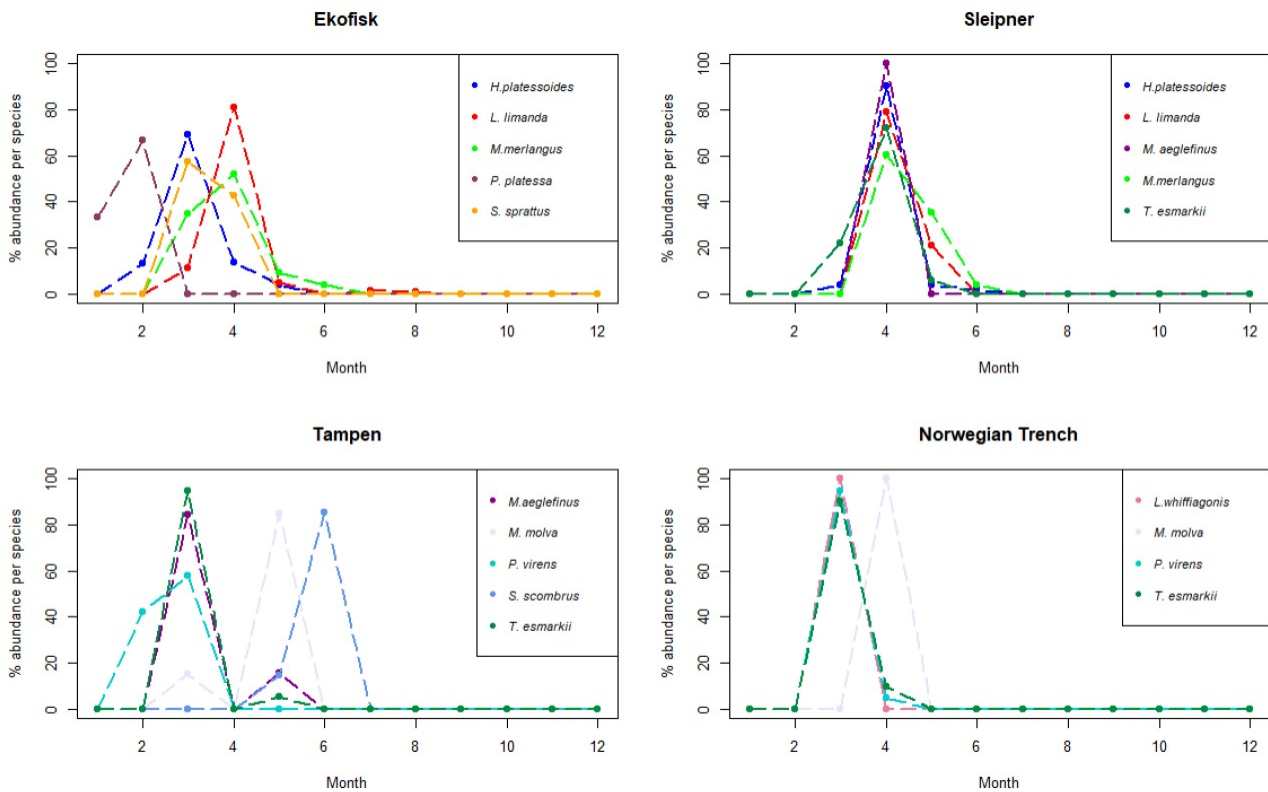 Ekofisk
% abundance per species
100
80
60
40
20
0
H.platessoides
L. limanda
M.merlangus
P. platessa
S. sprattus
2 4 6 8 10 12
Month
Sleipner
% abundance per species
100
80
60
40
20
0
H.platessoides
L. limanda
M. aeglefinus
M.merlangus
T. esmarkii
2 4 6 8 10 12
Month
Tampen
% abundance per species
100
80
60
40
20
0
M.aeglefinus
M. molva
P. virens
S. scombrus
T. esmarkii
2 4 6 8 10 12
Month
Norwegian Trench
% abundance per species
100
80
60
40
20
0
L.whiffiagonis
M. molva
P. virens
T. esmarkii
2 4 6 8 10 12
Month